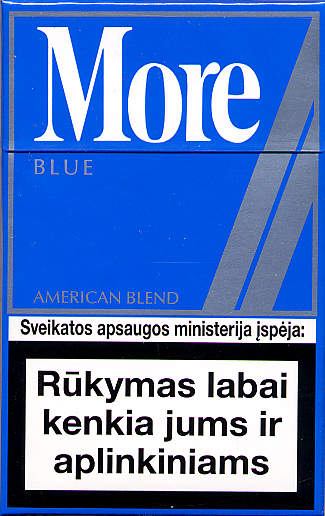 More
BLUE
AMERICAN BLEND
Sveikatos apsaugos ministerija įspėja:
Rūkymas labai
kenkia jums ir
aplinkiniams